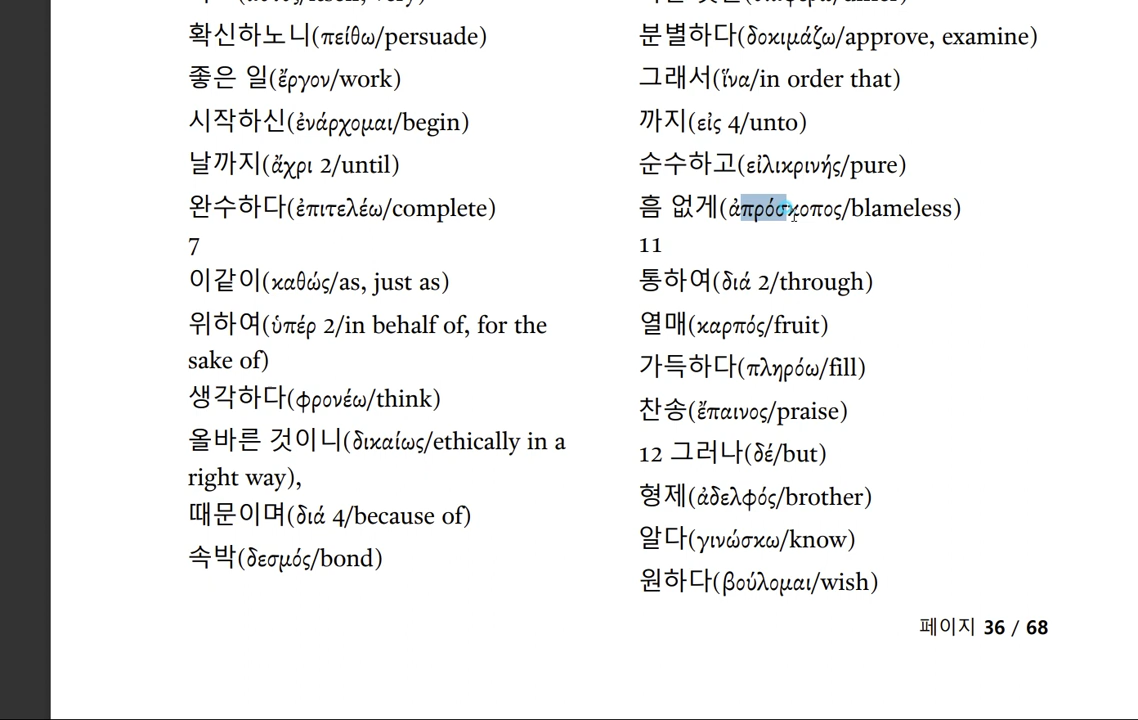 확신하노니(πείθω/persuade)
좋은 일(ἔργον/work)
시작하신(ἐνάρχομαι/begin)
날까지(ἄχρι 2/until)
완수하다(ἐπιτελέω/complete)
7
이같이(καθώς/as, just as)
위하여(ὑπέρ 2/in behalf of, for the
sake of)
생각하다(φρονέω/think)
올바른 것이니(δικαίως/ethically in a
right way),
때문이며(διά 4/because of)
속박(δεσμός/bond)
분별하다(δοκιμάζω/approve, examine)
그래서(ἵνα/in order that)
까지(εἰς 4/unto)
순수하고(εἰλικρινής/pure)
흠 없게(ἀπρόσκοπος/blameless)
11
통하여(διά 2/through)
열매(καρπός/fruit)
가득하다(πληρόω/fill)
찬송(ἔπαινος/praise)
12 그러나(δέ/but)
형제(ἀδελφός/brother)
알다(γινώσκω/know)
원하다(βούλομαι/wish)
페이지 36 / 68